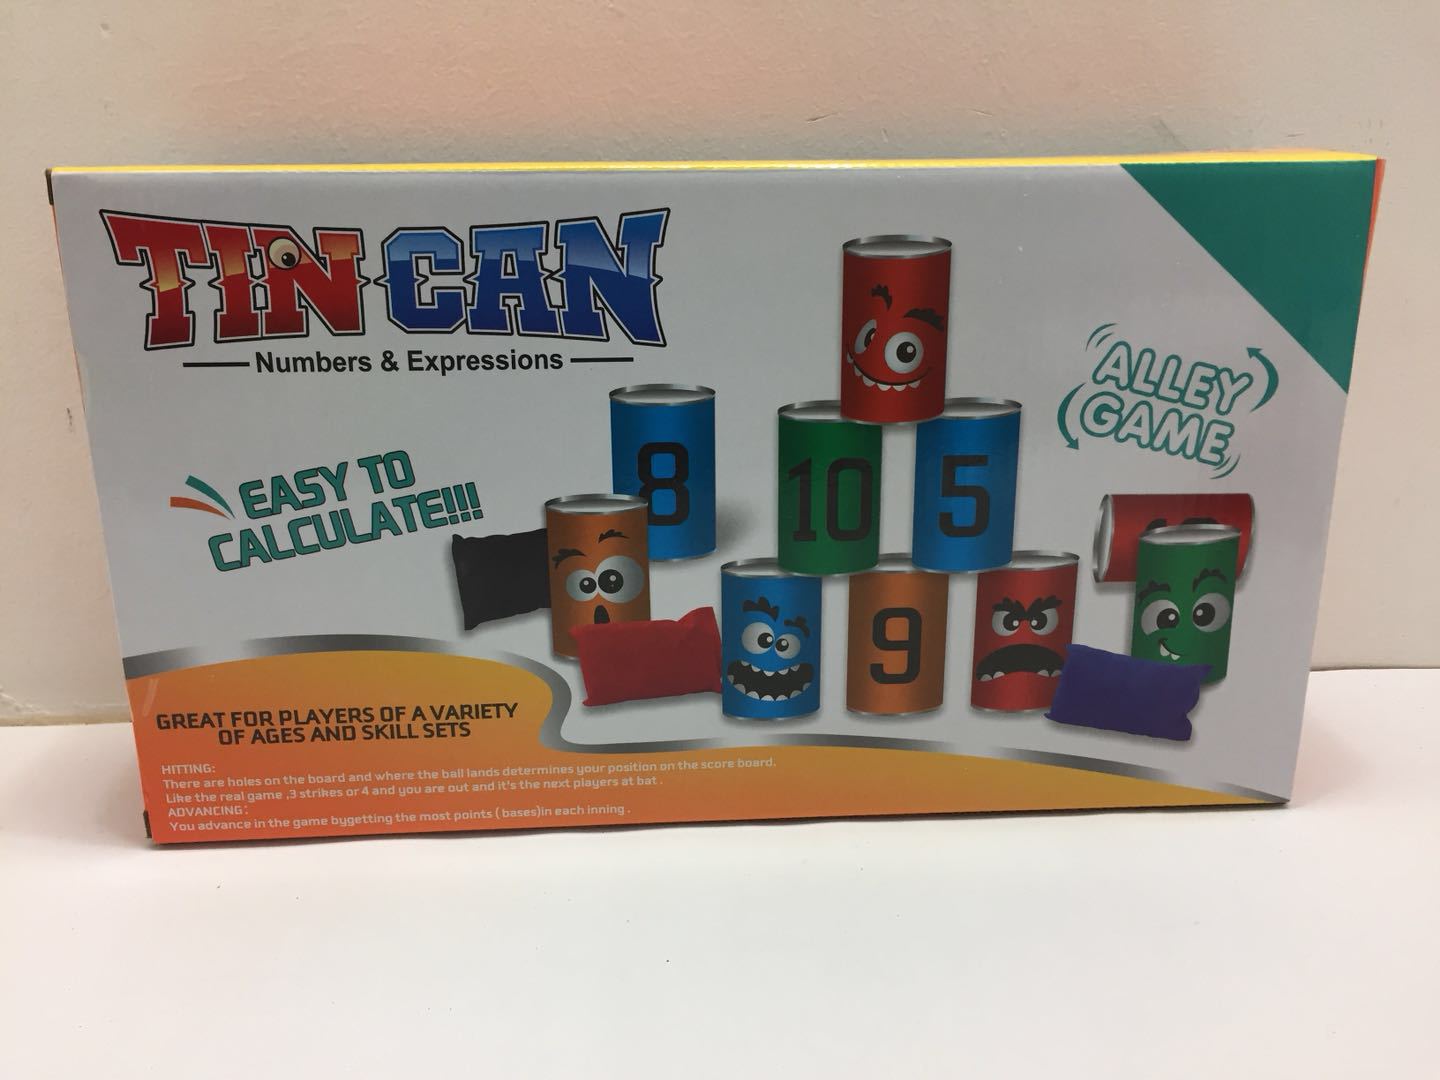 TIN CAN
Numbers & Expressions
EASY TO
CALCULATE!!!
ALLEY
GAME
8
10
5
9
GREAT FOR PLAYERS OF A VARIETY
OF AGES AND SKILL SETS
HITTING:
There are holes on the board and where the ball lands determines your position on the score board.
Like the real game ,3 strikes or 4 and you are out and it's the next players at bat .
ADVANCING:
You advance in the game bygetting the most points (bases)in each inning .